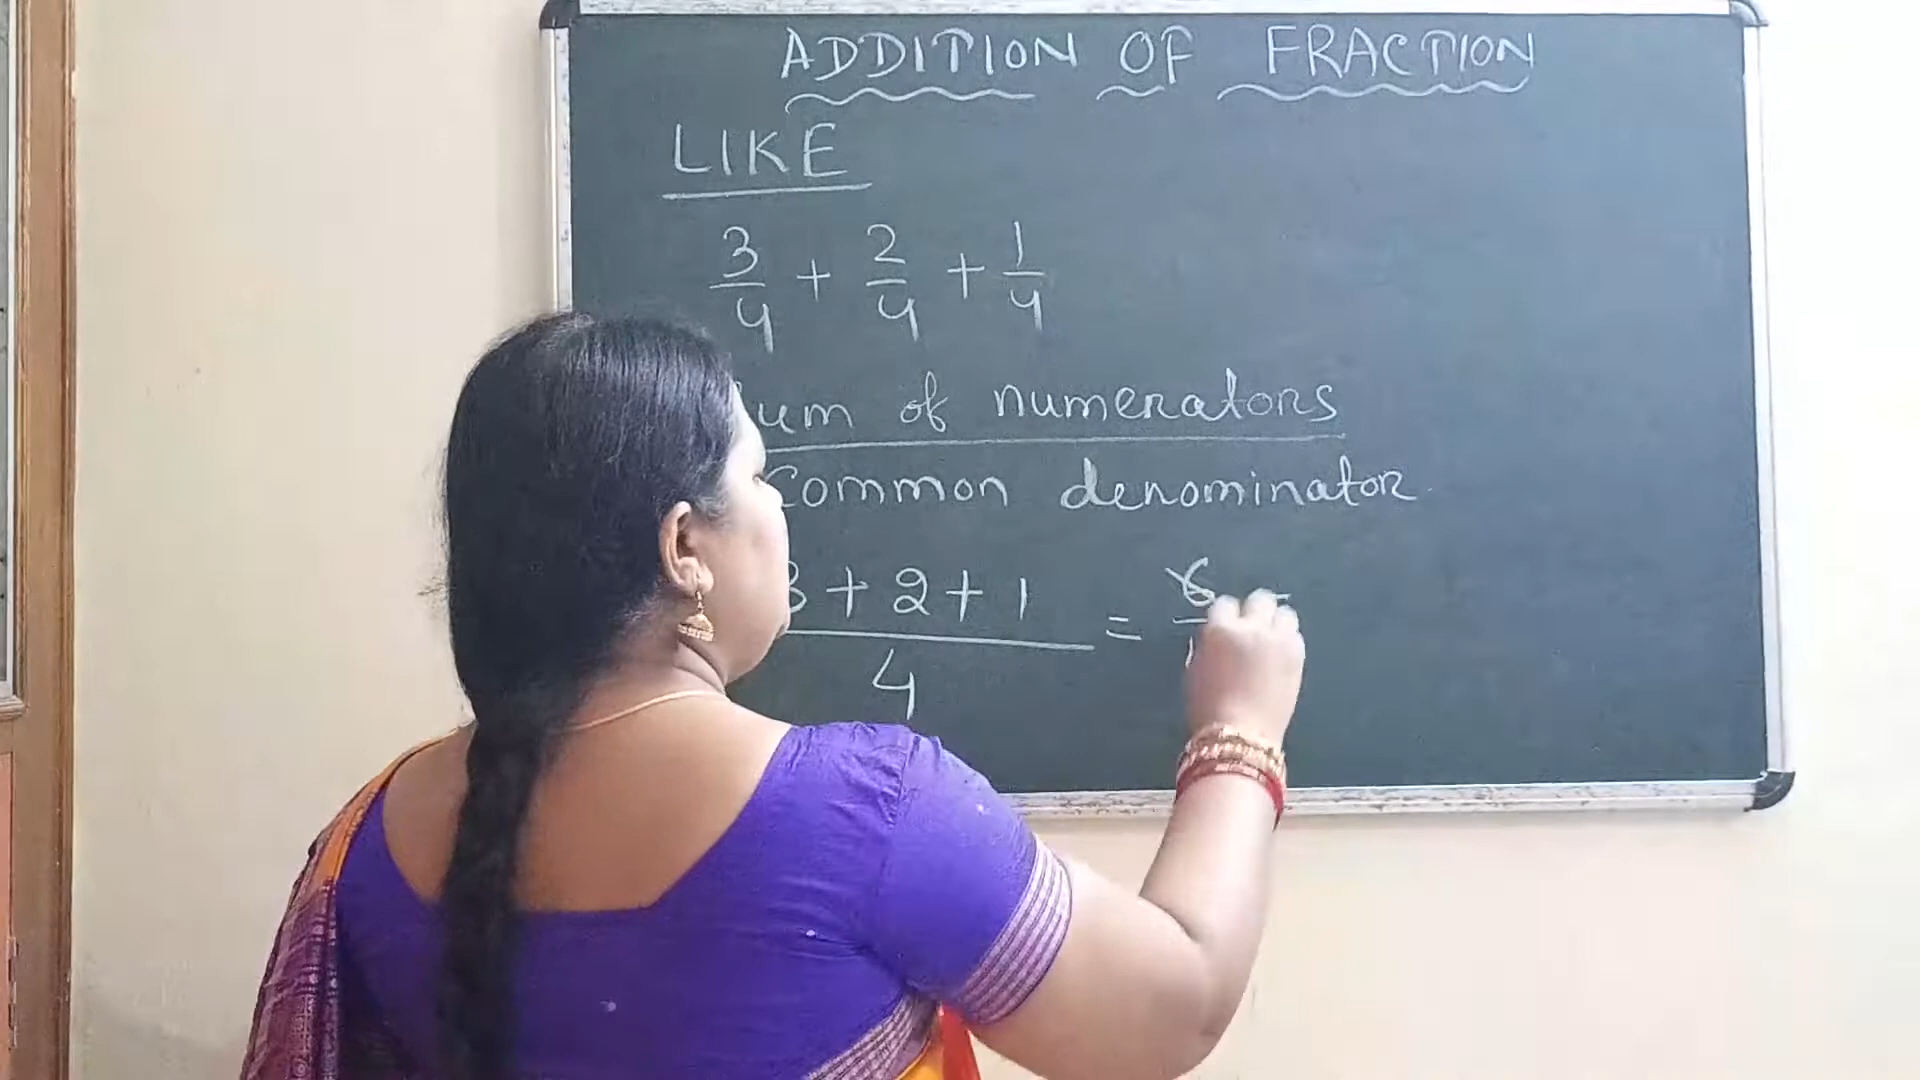 ADDITION OF FRACTION
LIKE
3/4 + 2/4 + 1/4
um of numerators
Common denominator
3+2+1/4 = 6